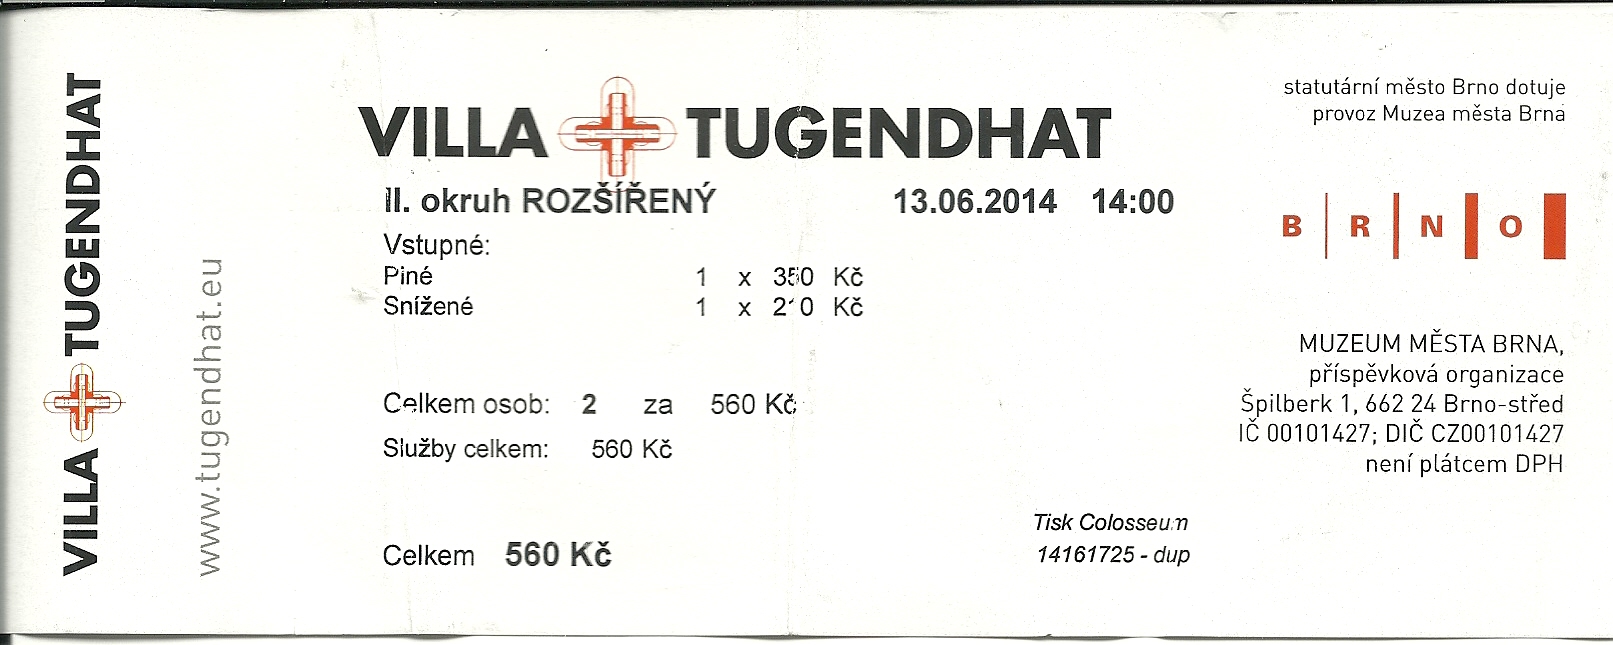 VILLA TUGENDHAT
www.tugendhat.eu
VILLA TUGENDHAT
II. okruh ROZŠÍŘENÝ 13.06.2014 14:00
Vstupné:
Plné 1 x 350 Kč
Snížené 1 x 210 Kč
Celkem osob: 2 za 560 Kč
Služby celkem: 560 Kč
Celkem 560 Kč
statutární město Brno dotuje
provoz Muzea města Brna
BRNO
MUZEUM MĚSTA BRNA,
příspěvková organizace
Špilberk 1, 662 24 Brno-střed
IČ 00101427; DIČ CZ00101427
není plátcem DPH
Tisk Colosseum
14161725 - dup